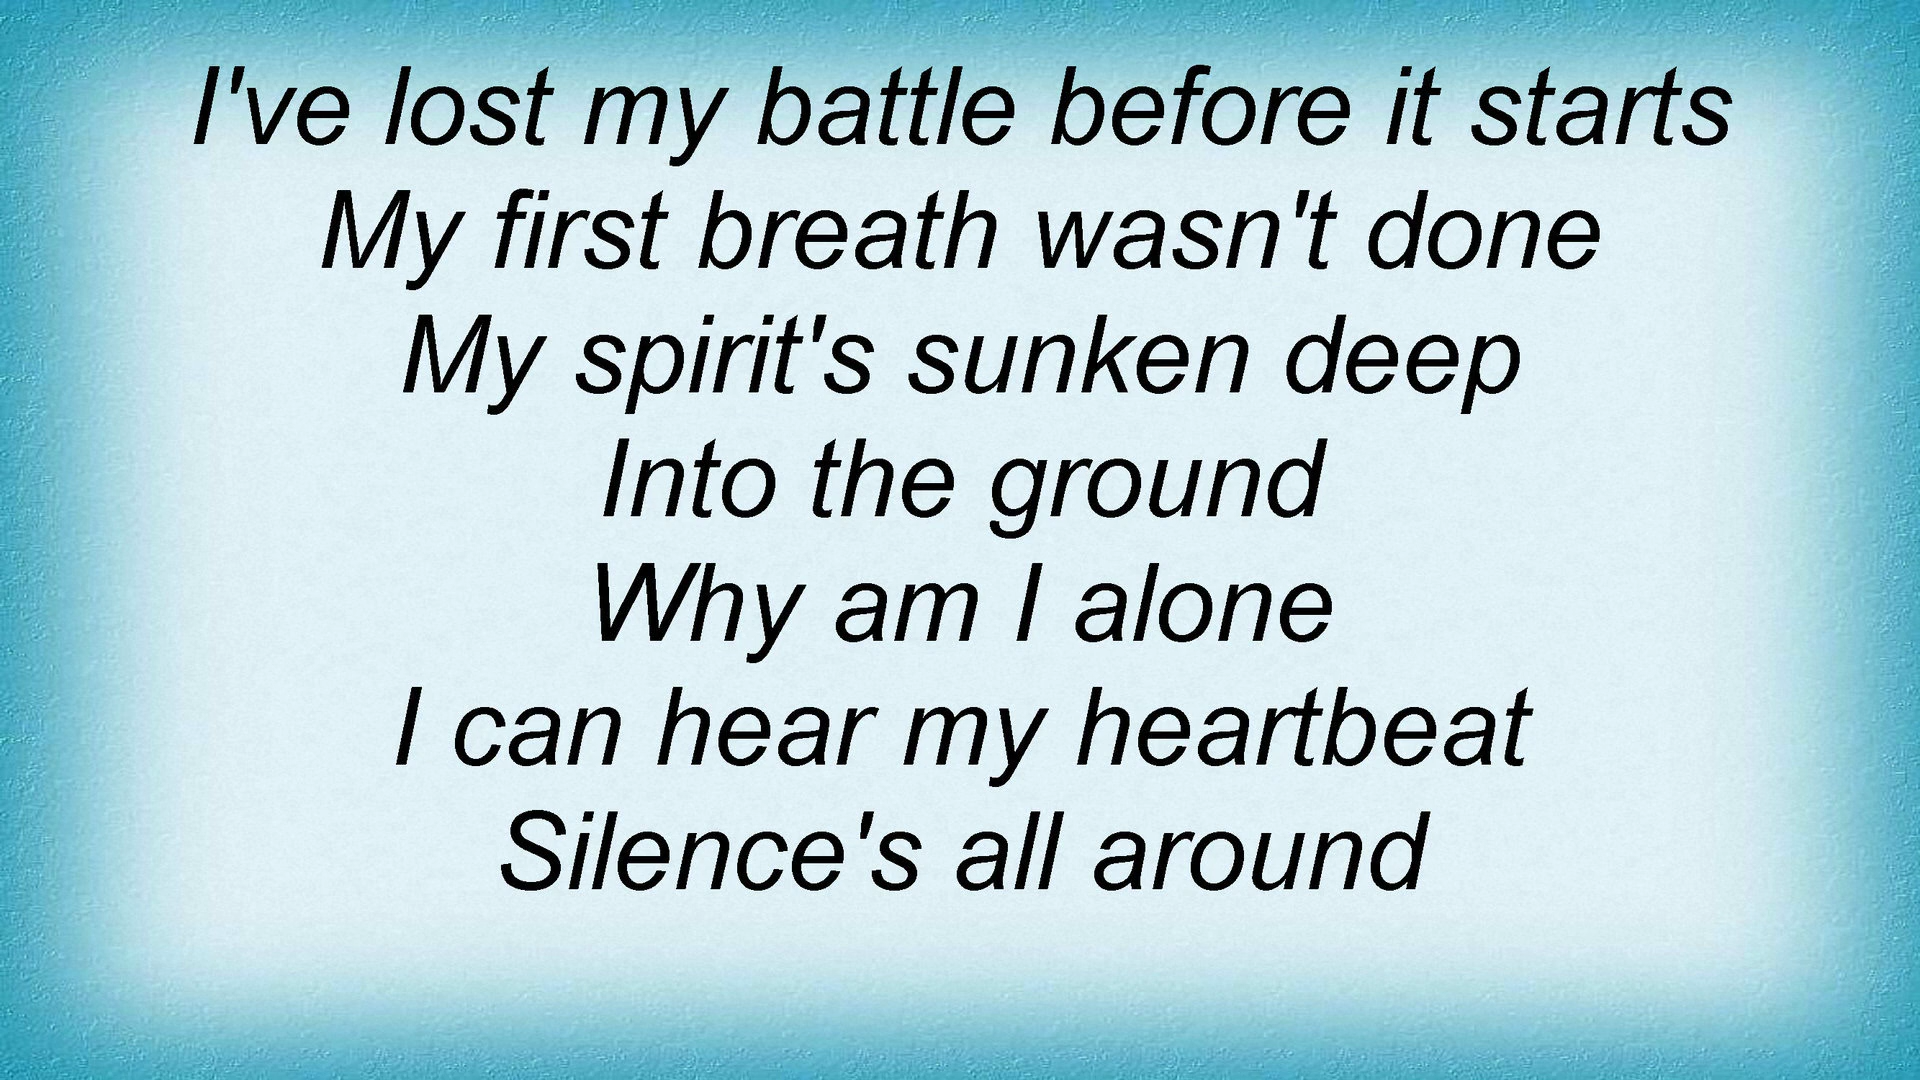 I've lost my battle before it starts
My first breath wasn't done
My spirit's sunken deep
Into the ground
Why am I alone
I can hear my heartbeat
Silence's all around